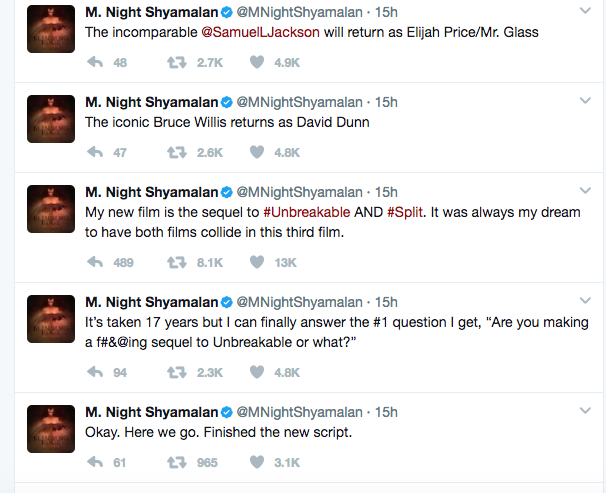 M. Night Shyamalan @MNightShyamalan · 15h
The incomparable @SamuelLJackson will return as Elijah Price/Mr. Glass
48 2.7K 4.9K
M. Night Shyamalan @MNightShyamalan · 15h
The iconic Bruce Willis returns as David Dunn
47 2.6K 4.8K
M. Night Shyamalan @MNightShyamalan · 15h
My new film is the sequel to #Unbreakable AND #Split. It was always my dream
to have both films collide in this third film.
489 8.1K 13K
M. Night Shyamalan @MNightShyamalan · 15h
It's taken 17 years but I can finally answer the #1 question I get, “Are you making
a f#&@ing sequel to Unbreakable or what?”
94 2.3K 4.8K
M. Night Shyamalan @MNightShyamalan · 15h
Okay. Here we go. Finished the new script.
61 965 3.1K